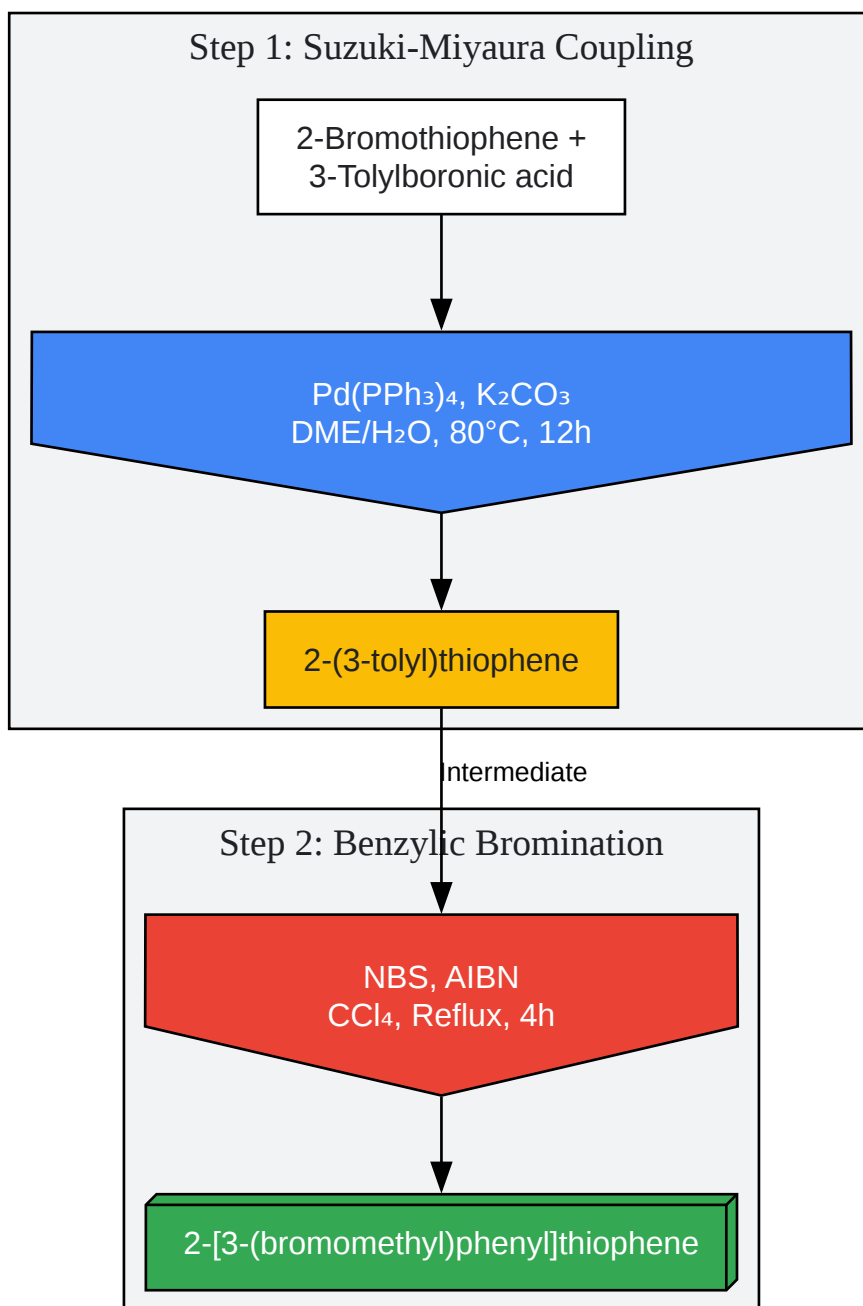 Step 1: Suzuki-Miyaura Coupling
2-Bromothiophene +
3-Tolylboronic acid
Pd(PPh₃)₄, K₂CO₃
DME/H₂O, 80°C, 12h
2-(3-tolyl)thiophene
Intermediate
Step 2: Benzylic Bromination
NBS, AIBN
CCl₄, Reflux, 4h
2-[3-(bromomethyl)phenyl]thiophene